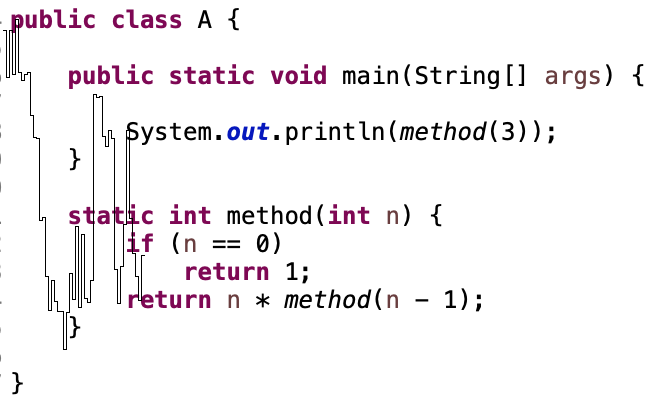 public class A {
public static void main(String[] args) {
System.out.println(method(3));
}
static int method(int n) {
if (n == 0)
return 1;
return n * method(n - 1);
}
}